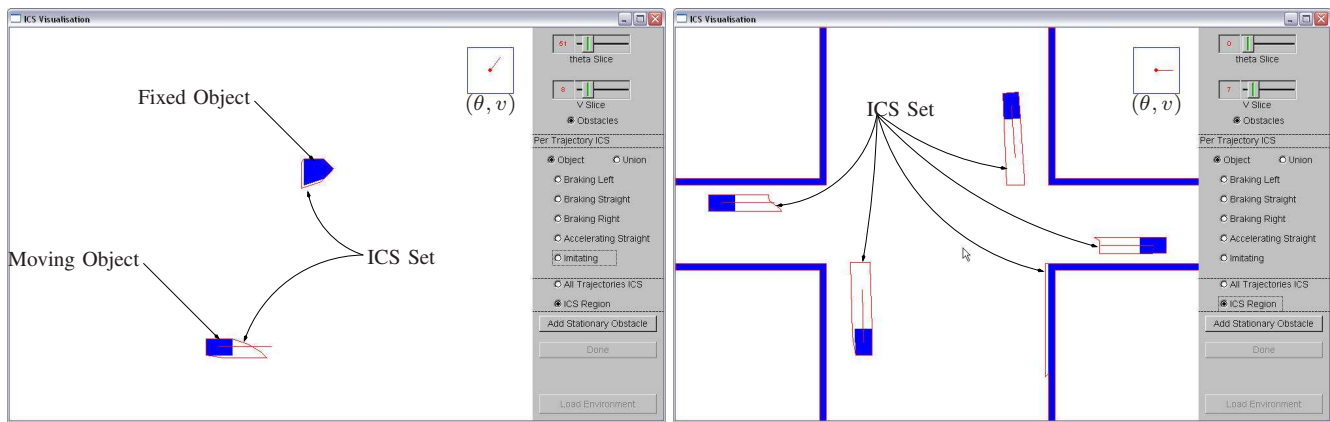 ICS Visualisation
Fixed Object
Moving Object
ICS Set
(θ, v)
51
theta Slice
8
V Slice
Obstacles
Per Trajectory ICS
Object Union
Braking Left
Braking Straight
Braking Right
Accelerating Straight
Imitating
All Trajectories ICS
ICS Region
Add Stationary Obstacle
Done
Load Environment
ICS Visualisation
ICS Set
(θ, v)
0
theta Slice
7
V Slice
Obstacles
Per Trajectory ICS
Object Union
Braking Left
Braking Straight
Braking Right
Accelerating Straight
Imitating
All Trajectories ICS
ICS Region
Add Stationary Obstacle
Done
Load Environment